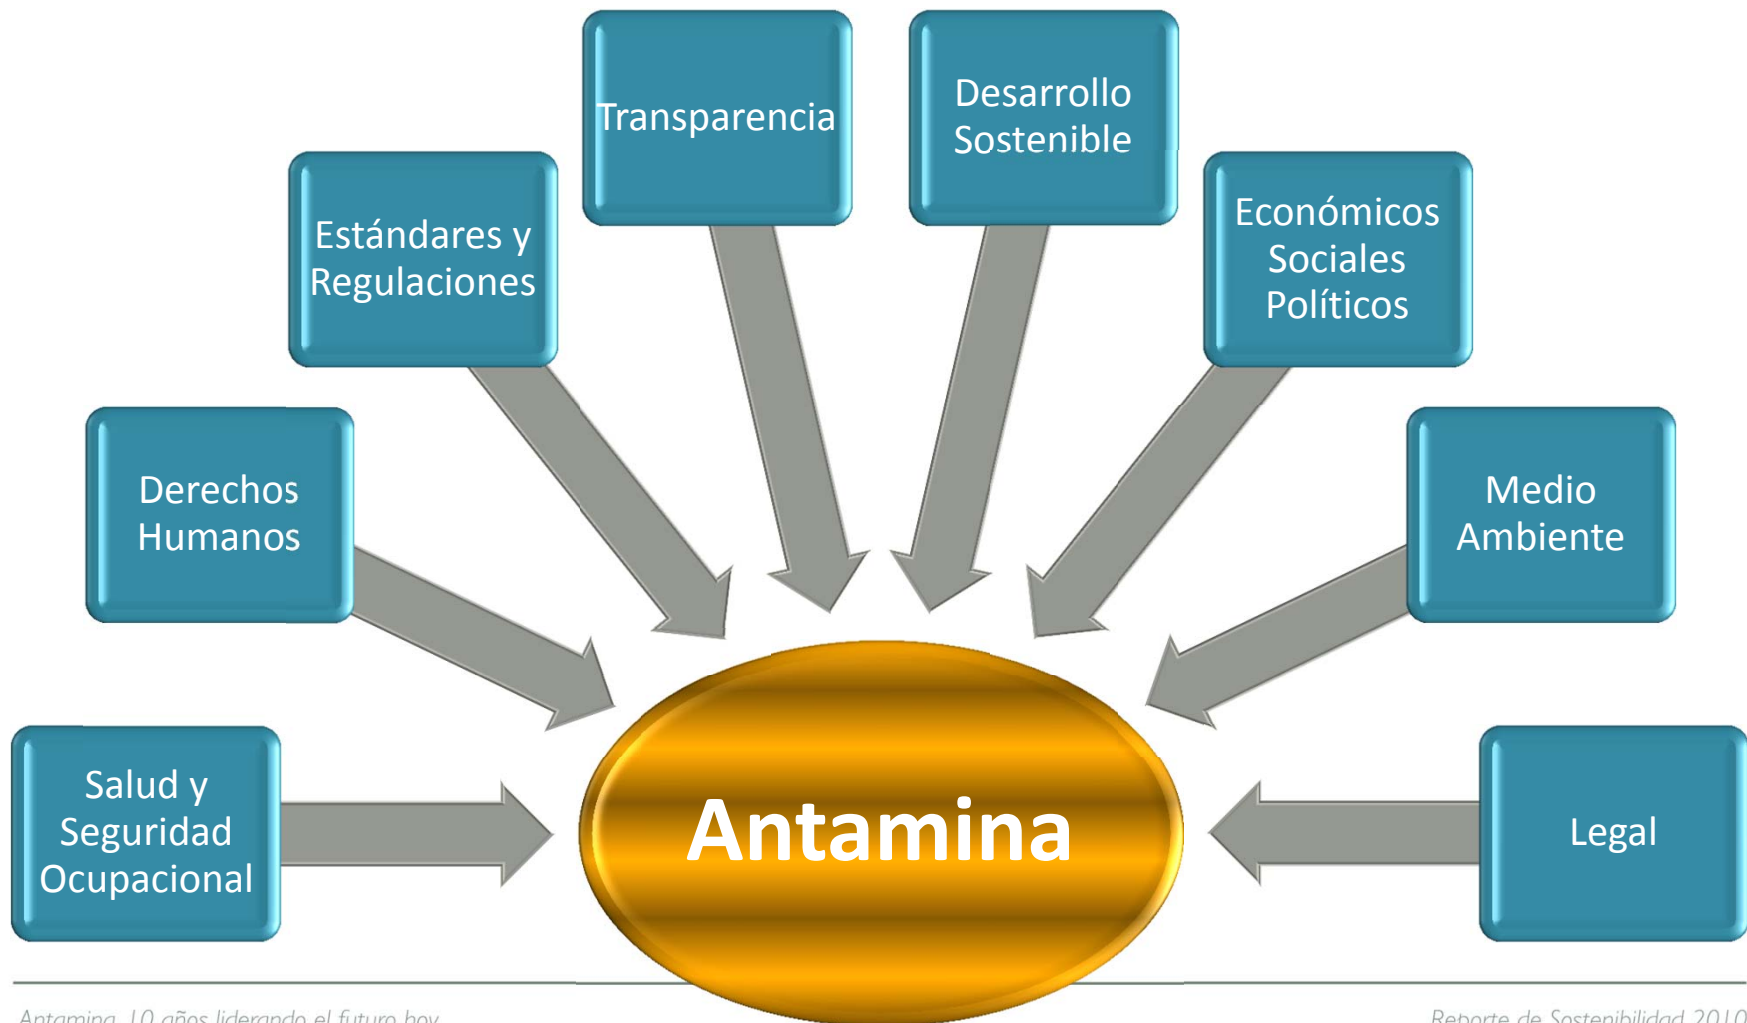 Transparencia
Desarrollo
Sostenible
Estándares y
Regulaciones
Económicos
Sociales
Políticos
Derechos
Humanos
Medio
Ambiente
Salud y
Seguridad
Ocupacional
Antamina
Legal
Antamina, 10 años liderando el futuro hoy
Reporte de Sostenibilidad 2010